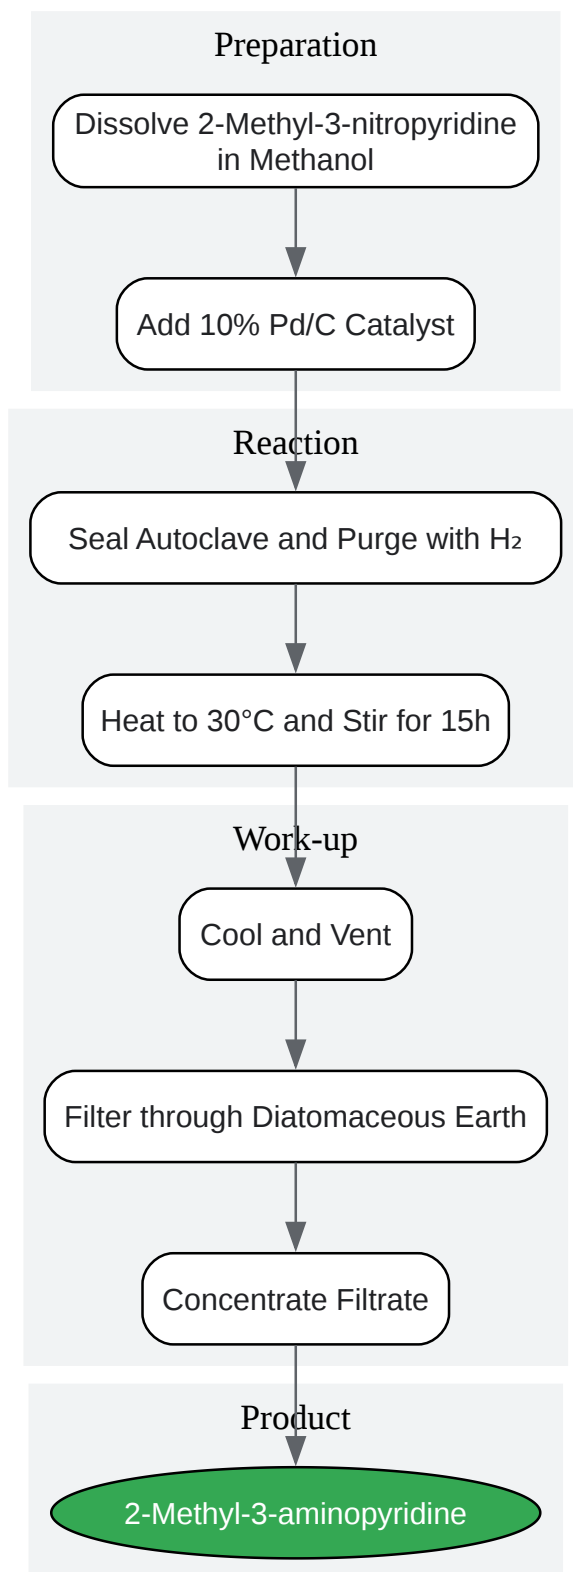 Preparation
Dissolve 2-Methyl-3-nitropyridine
in Methanol
Add 10% Pd/C Catalyst
Reaction
Seal Autoclave and Purge with H₂
Heat to 30°C and Stir for 15h
Work-up
Cool and Vent
Filter through Diatomaceous Earth
Concentrate Filtrate
Product
2-Methyl-3-aminopyridine